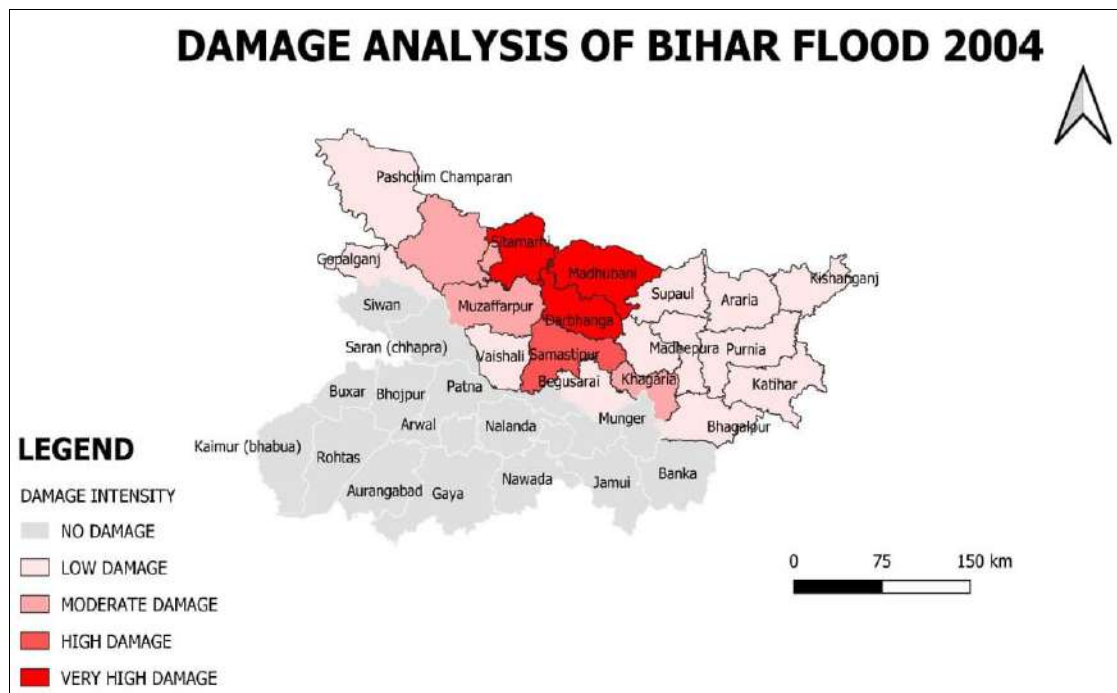 DAMAGE ANALYSIS OF BIHAR FLOOD 2004
Pashchim Champaran
Sitamarhi
Gopalganj
Madhubani
Kishanganj
Siwan
Muzaffarpur
Supaul
Araria
Darbhanga
Saran (chhapra)
Vaishali
Samastipur
Madhepura
Purnia
Buxar
Bhojpur
Patna
Begusarai
Khagaria
Katihar
Arwal
Nalanda
Munger
Bhagalpur
Kaimur (bhabua)
Rohtas
Aurangabad
Gaya
Nawada
Jamui
Banka
LEGEND
DAMAGE INTENSITY
NO DAMAGE
LOW DAMAGE
MODERATE DAMAGE
HIGH DAMAGE
VERY HIGH DAMAGE
0 75 150 km